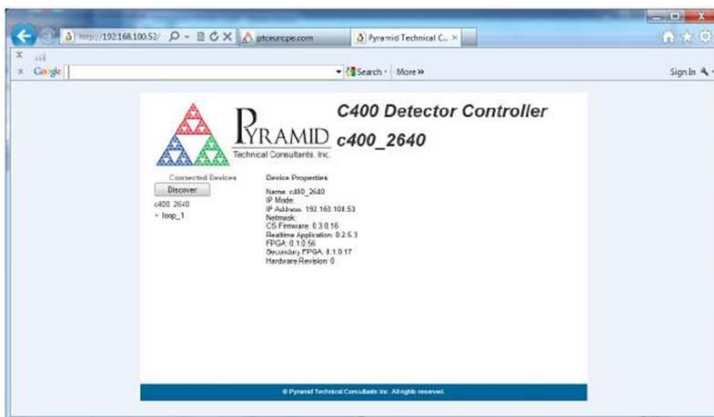 http://192.168.100.52/
ptceurope.com
Pyramid Technical C...
Google
Search
More »
Sign In
PYRAMID
Technical Consultants, Inc.
C400 Detector Controller
c400_2640
Connected Devices
Discover
c400_2640
loop_1
Device Properties
Name: c400_2640
IP Mode:
IP Address: 192.168.100.53
Netmask:
OS Firmware: 0.3.0.16
Realtime Application: 0.2.5.3
FPGA: 0.1.0.56
Secondary FPGA: 0.1.0.17
Hardware Revision: 0
© Pyramid Technical Consultants Inc. All rights reserved.